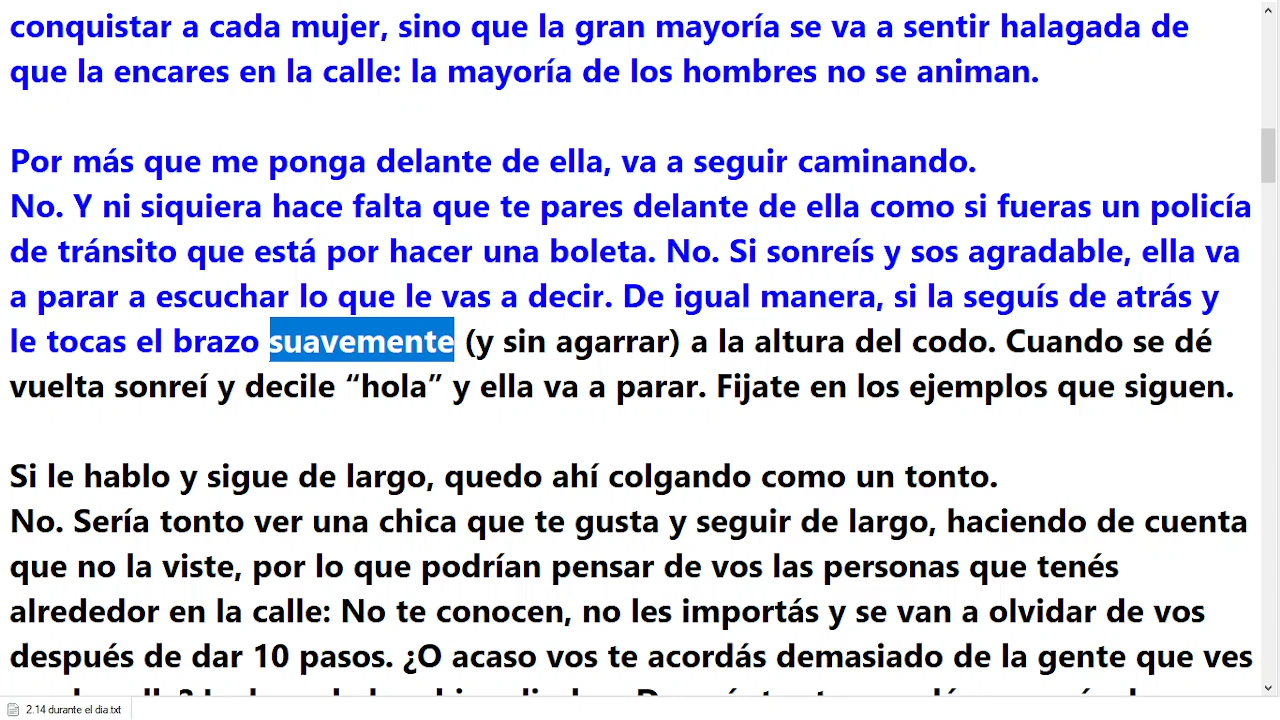 conquistar a cada mujer, sino que la gran mayoría se va a sentir halagada de
que la encares en la calle: la mayoría de los hombres no se animan.
Por más que me ponga delante de ella, va a seguir caminando.
No. Y ni siquiera hace falta que te pares delante de ella como si fueras un policía
de tránsito que está por hacer una boleta. No. Si sonreís y sos agradable, ella va
a parar a escuchar lo que le vas a decir. De igual manera, si la seguís de atrás y
le tocas el brazo suavemente (y sin agarrar) a la altura del codo. Cuando se dé
vuelta sonreí y decile “hola” y ella va a parar. Fijate en los ejemplos que siguen.
Si le hablo y sigue de largo, quedo ahí colgando como un tonto.
No. Sería tonto ver una chica que te gusta y seguir de largo, haciendo de cuenta
que no la viste, por lo que podrían pensar de vos las personas que tenés
alrededor en la calle: No te conocen, no les importás y se van a olvidar de vos
después de dar 10 pasos. ¿O acaso vos te acordás demasiado de la gente que ves
2.14 durante el dia.txt